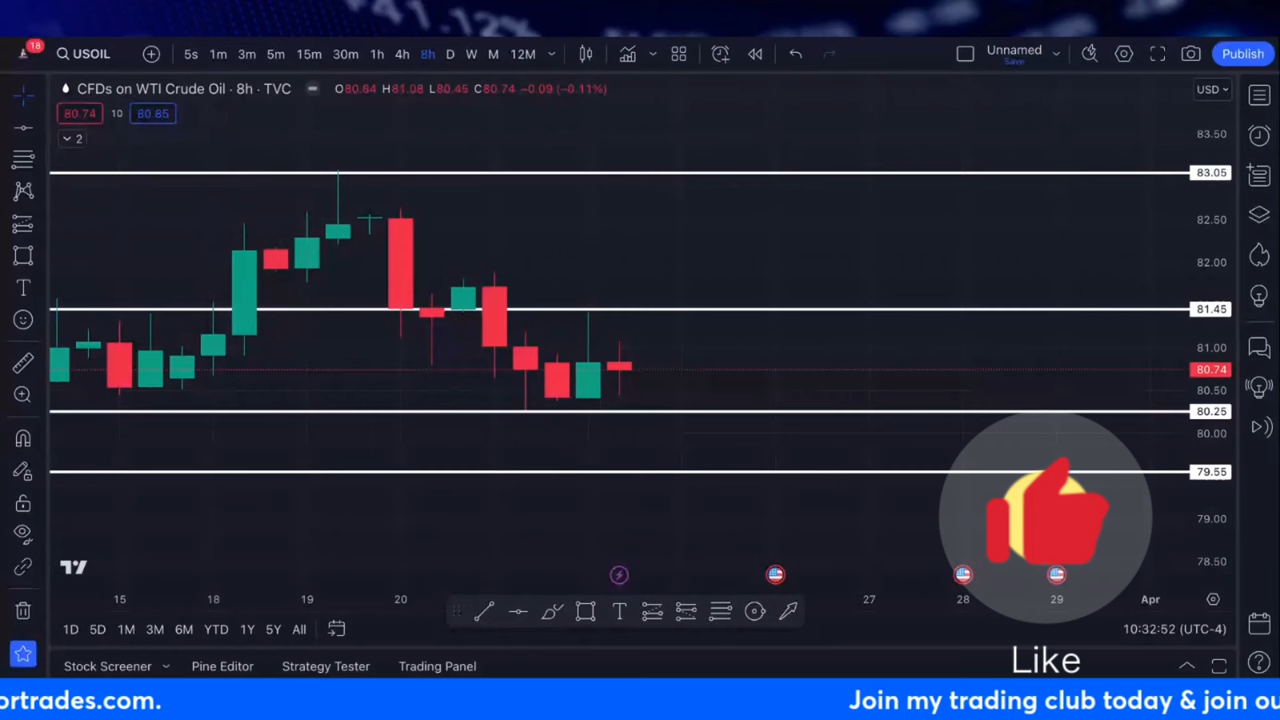 41.12%
18
USOIL
5s 1m 3m 5m 15m 30m 1h 4h 8h D W M 12M
Unnamed
Save
Publish
CFDs on WTI Crude Oil · 8h · TVC
O80.84 H81.08 L80.45 C80.74 −0.09 (−0.11%)
USD
80.74 10 80.85
2
83.50
83.05
82.50
82.00
81.45
81.00
80.74
80.50
80.25
80.00
79.55
79.00
78.50
15 18 19 20 27 28 29 Apr
1D 5D 1M 3M 6M YTD 1Y 5Y All
10:32:52 (UTC-4)
Stock Screener Pine Editor Strategy Tester Trading Panel
Like
ortrades.com.
Join my trading club today & join ou